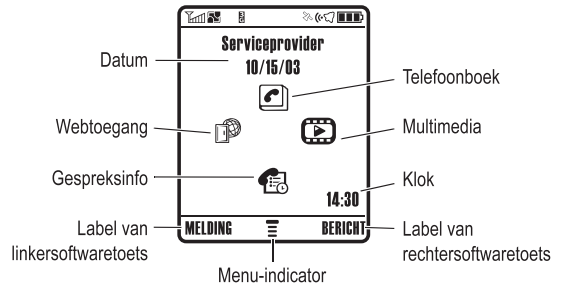 Serviceprovider
Datum
10/15/03
Telefoonboek
Webtoegang
Multimedia
Gespreksinfo
Klok
14:30
Label van
linkersoftwaretoets
MELDING
BERICHT
Label van
rechtersoftwaretoets
Menu-indicator